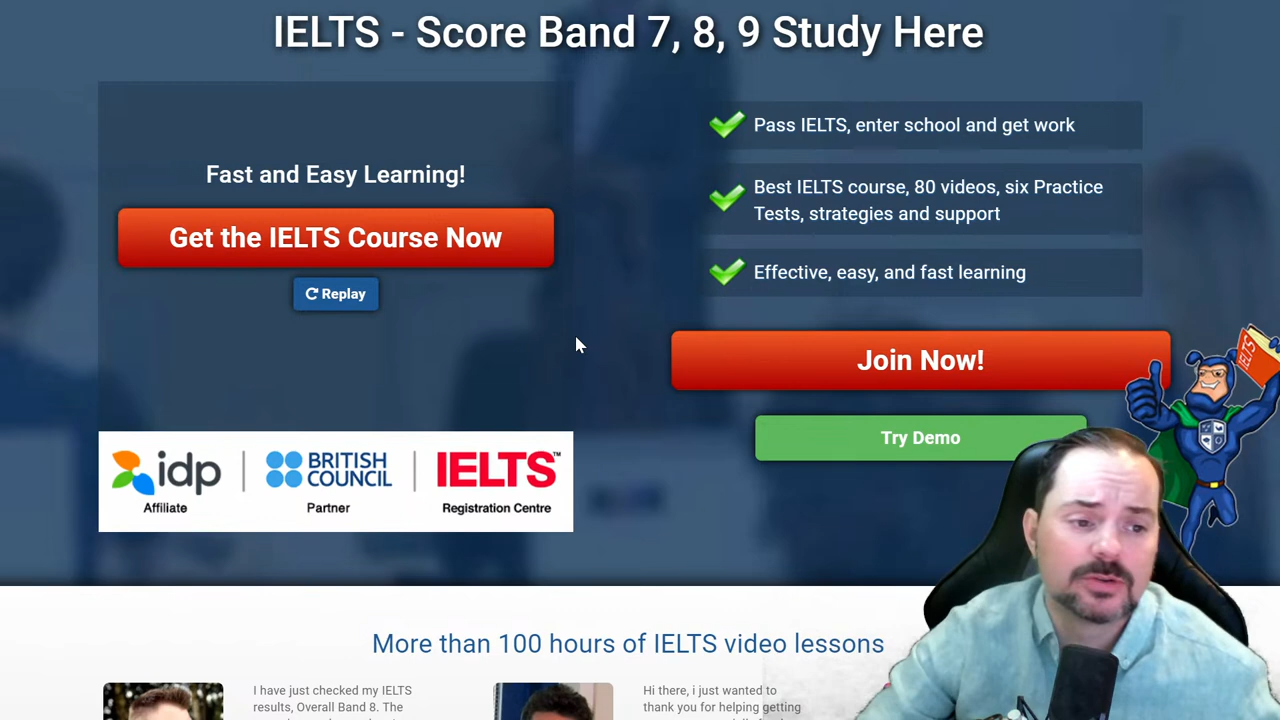 IELTS - Score Band 7, 8, 9 Study Here
Fast and Easy Learning!
Get the IELTS Course Now
Replay
idp
Affiliate
BRITISH
COUNCIL
Partner
IELTS™
Registration Centre
Pass IELTS, enter school and get work
Best IELTS course, 80 videos, six Practice
Tests, strategies and support
Effective, easy, and fast learning
Join Now!
Try Demo
IELTS
More than 100 hours of IELTS video lessons
I have just checked my IELTS
results, Overall Band 8. The
Hi there, i just wanted to
thank you for helping getting